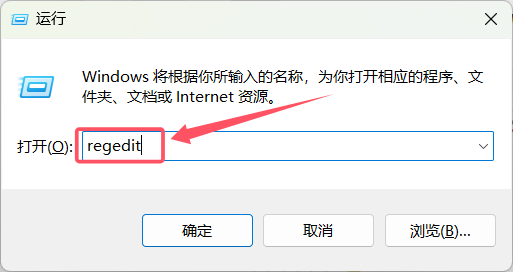 运行
Windows 将根据你所输入的名称，为你打开相应的程序、文
件夹、文档或 Internet 资源。
打开(O): regedit
确定 取消 浏览(B)...